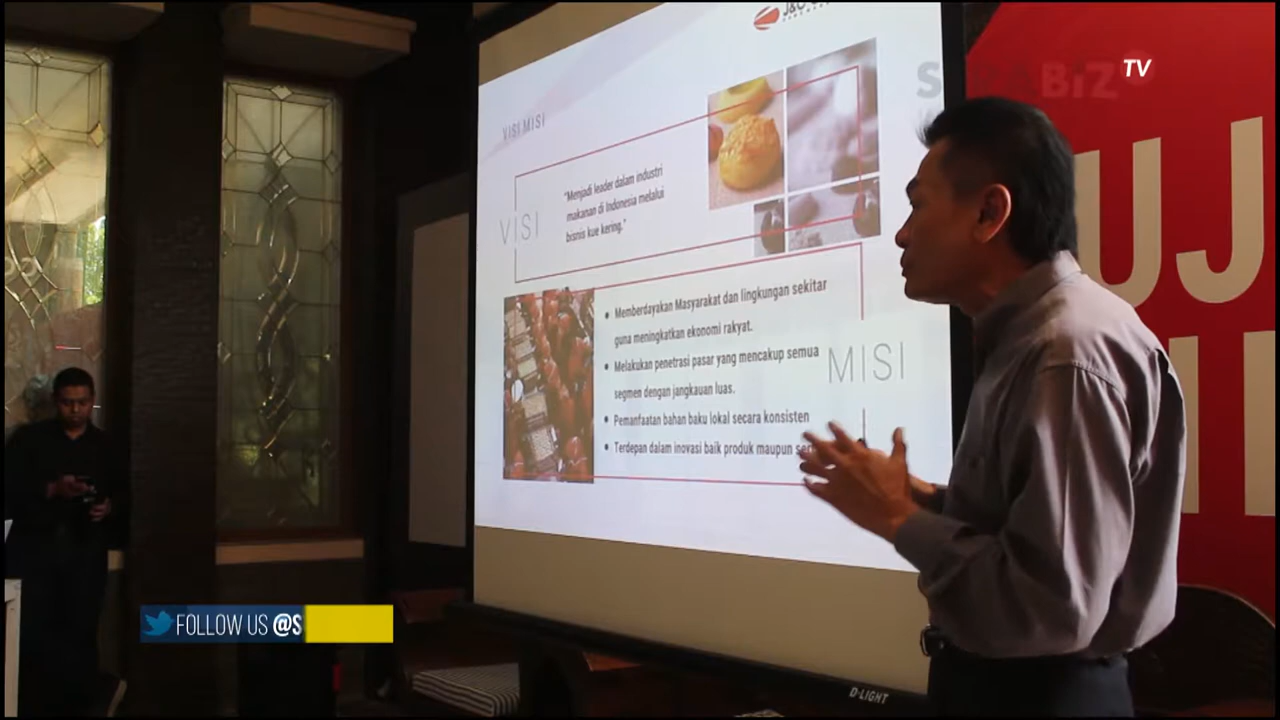 TV
BiZ
J&C
VISI MISI
VISI
"Menjadi leader dalam industri
makanan di Indonesia melalui
bisnis kue kering."
• Memberdayakan Masyarakat dan lingkungan sekitar
guna meningkatkan ekonomi rakyat.
• Melakukan penetrasi pasar yang mencakup semua
segmen dengan jangkauan luas.
• Pemanfaatan bahan baku lokal secara konsisten
• Terdepan dalam inovasi baik produk maupun
MISI
UJ
FOLLOW US @S
D-LIGHT